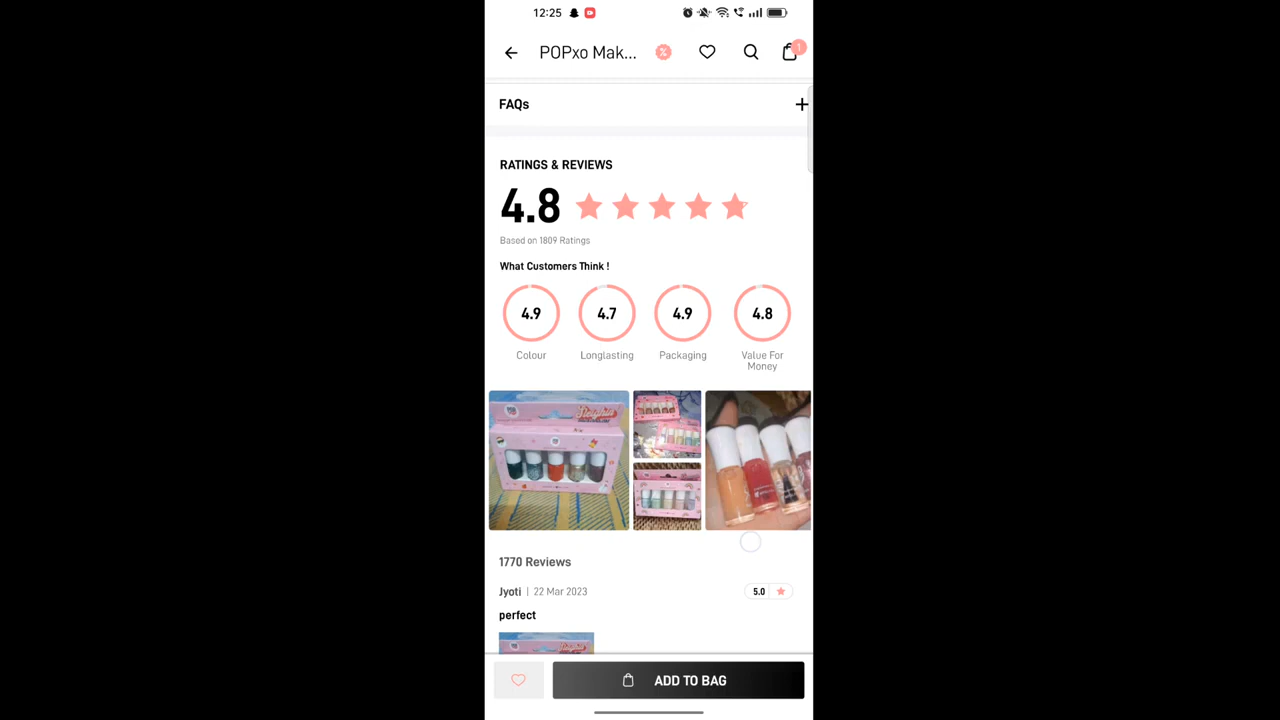 12:25
POPxo Mak...
1
FAQs
RATINGS & REVIEWS
4.8
Based on 1809 Ratings
What Customers Think !
4.9
4.7
4.9
4.8
Colour
Longlasting
Packaging
Value For
Money
1770 Reviews
Jyoti | 22 Mar 2023
5.0
perfect
ADD TO BAG